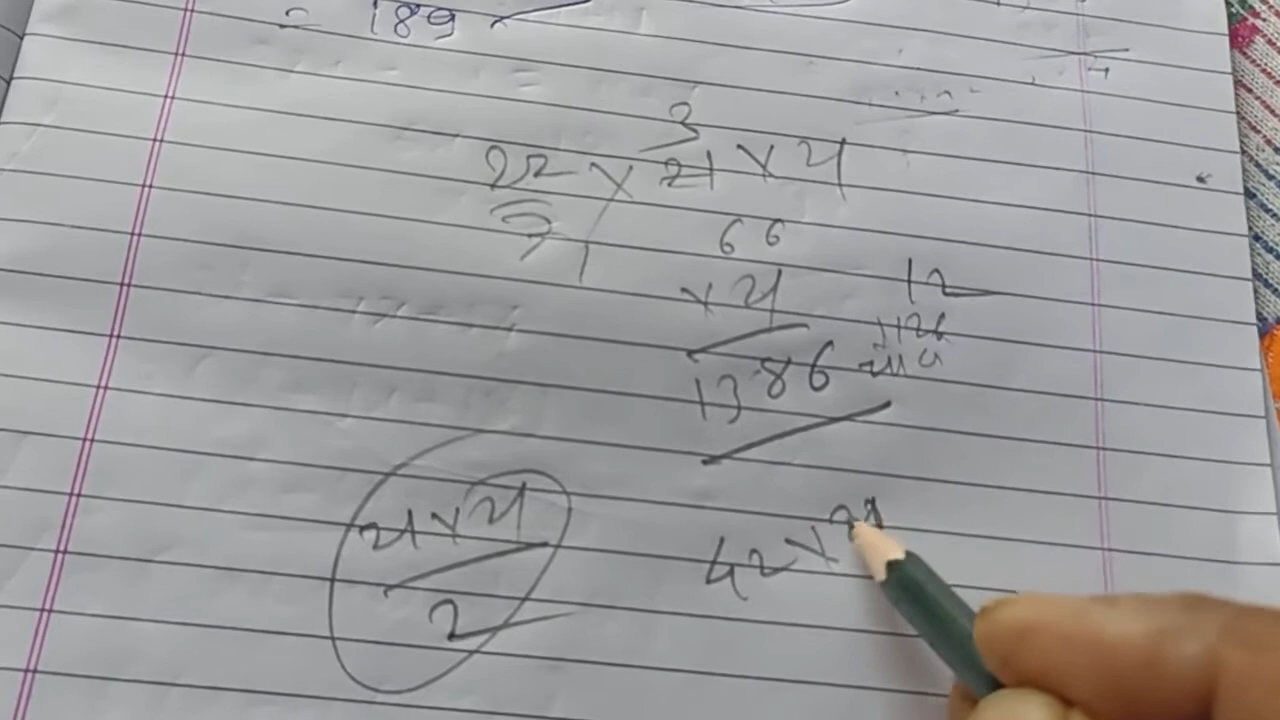 = 189
3
22 × 21 × 21
7 1
66
× 21
12
1386
21 × 21
2
42 × 21